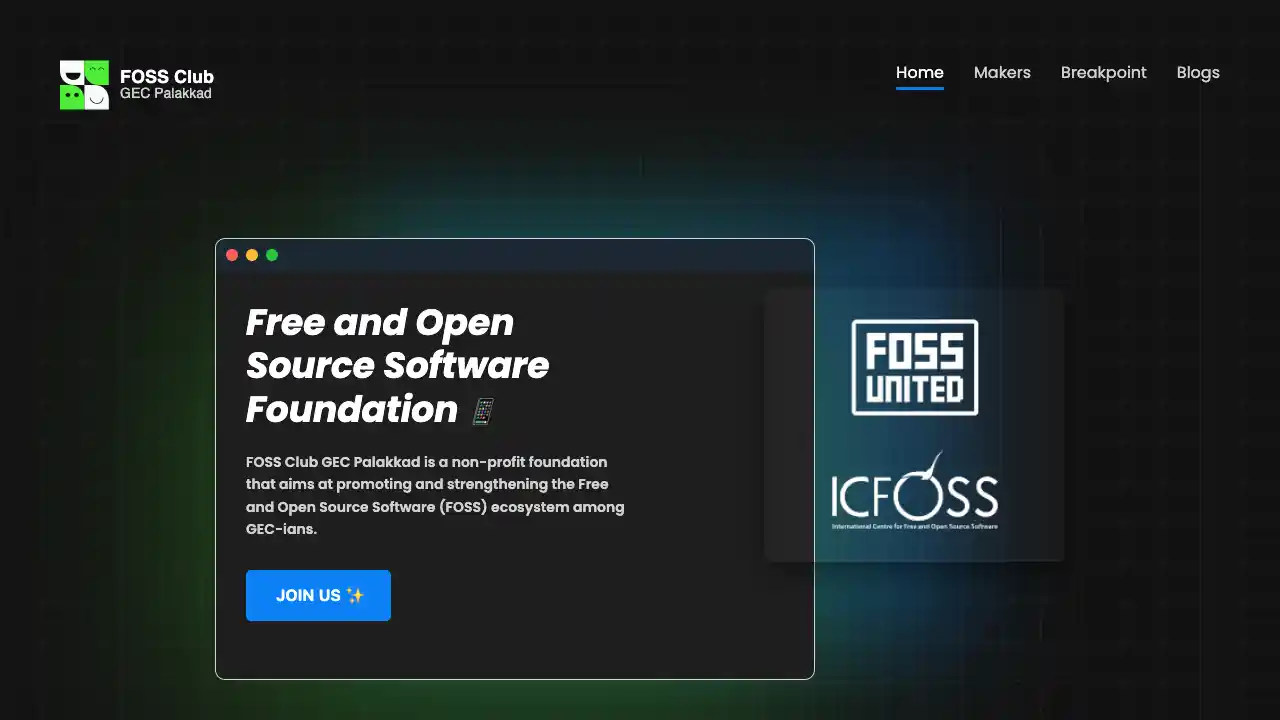 FOSS Club
GEC Palakkad
Home
Makers
Breakpoint
Blogs
Free and Open
Source Software
Foundation 📱
FOSS Club GEC Palakkad is a non-profit foundation
that aims at promoting and strengthening the Free
and Open Source Software (FOSS) ecosystem among
GEC-ians.
JOIN US ✨
FOSS
UNITED
ICFOSS
International Centre for Free and Open Source Software